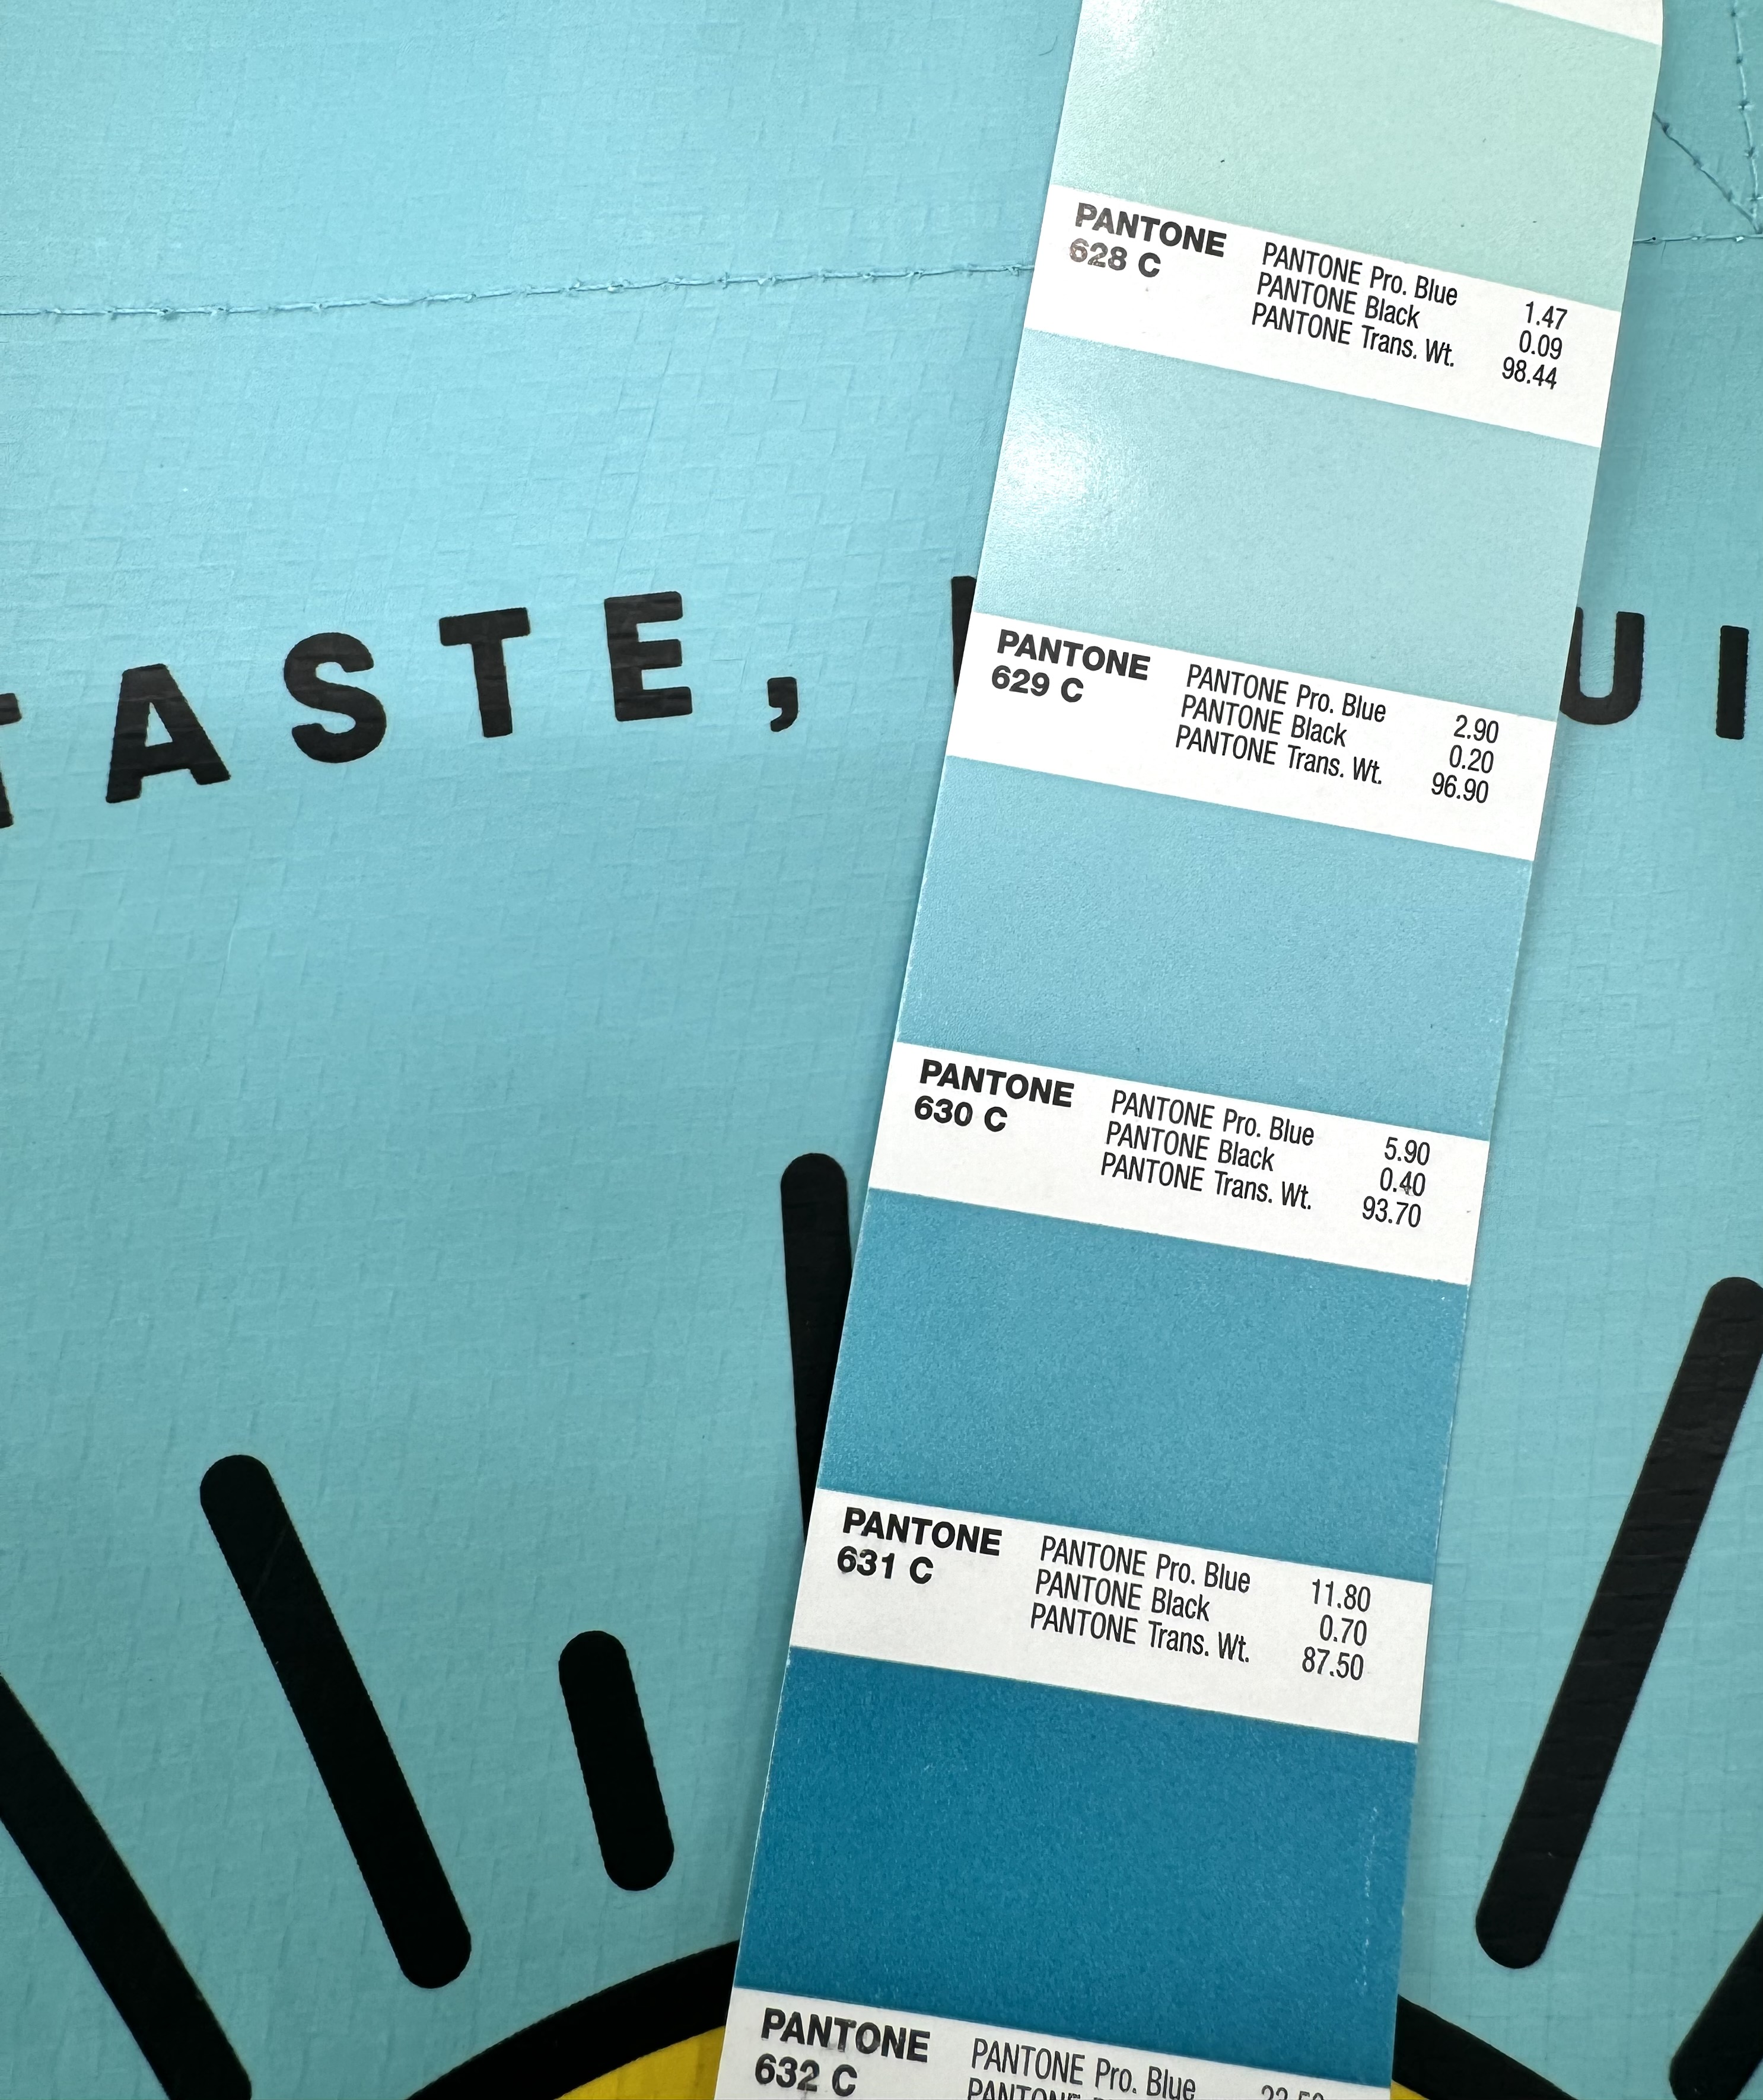 TASTE,
UI
PANTONE
628 C
PANTONE Pro. Blue 1.47
PANTONE Black 0.09
PANTONE Trans. Wt. 98.44
PANTONE
629 C
PANTONE Pro. Blue 2.90
PANTONE Black 0.20
PANTONE Trans. Wt. 96.90
PANTONE
630 C
PANTONE Pro. Blue 5.90
PANTONE Black 0.40
PANTONE Trans. Wt. 93.70
PANTONE
631 C
PANTONE Pro. Blue 11.80
PANTONE Black 0.70
PANTONE Trans. Wt. 87.50
PANTONE
632 C
PANTONE Pro. Blue
PANTONE